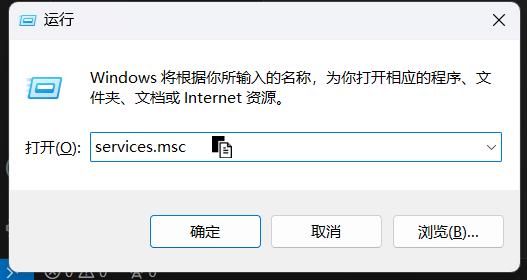 运行
Windows 将根据你所输入的名称，为你打开相应的程序、文
件夹、文档或 Internet 资源。
打开(O):
services.msc
确定
取消
浏览(B)...
0
0
0